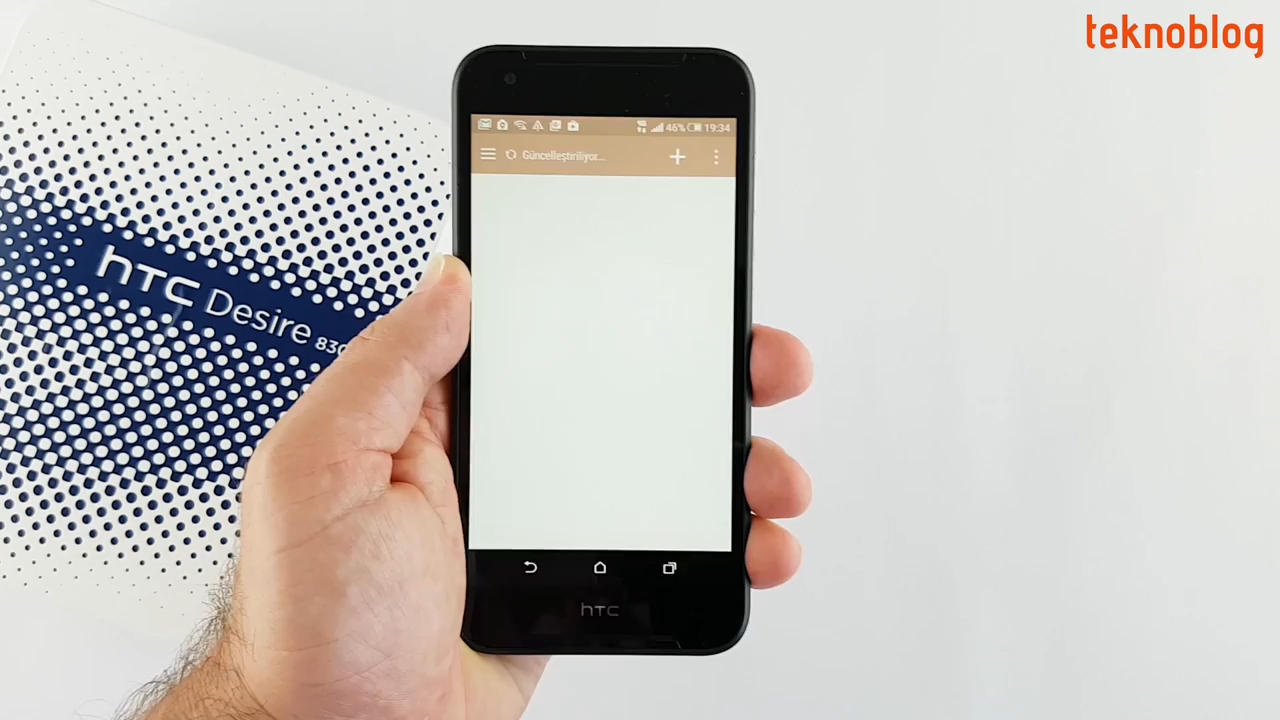 teknoblog
46% 19:34
Güncelleştiriliyor...
hTC Desire 830
hTC